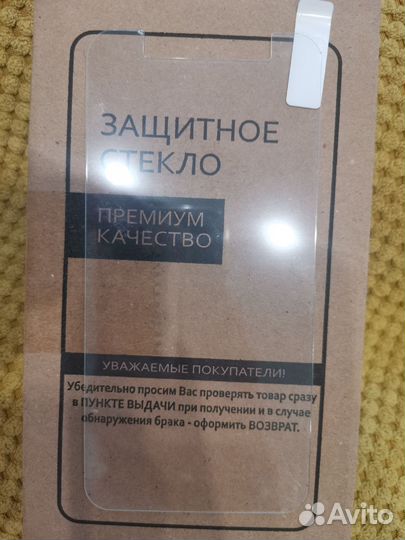 ЗАЩИТНОЕ
СТЕКЛО
ПРЕМИУМ
КАЧЕСТВО
УВАЖАЕМЫЕ ПОКУПАТЕЛИ!
Убедительно просим Вас проверять товар сразу
в ПУНКТЕ ВЫДАЧИ при получении и в случае
обнаружения брака - оформить ВОЗВРАТ.
Avito